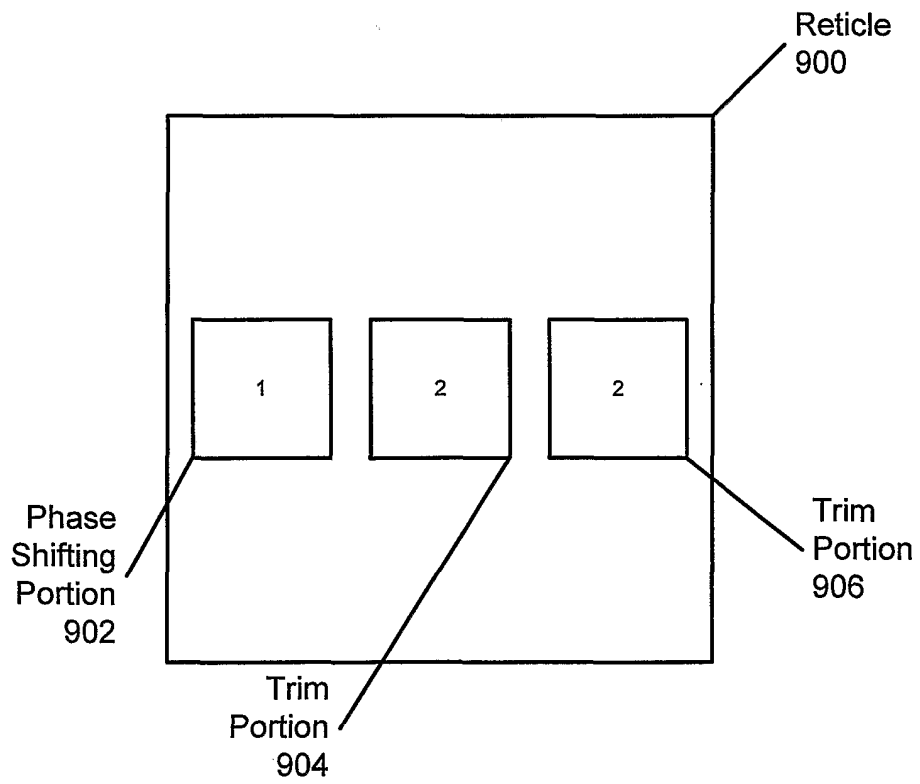 Reticle
900
1
2
2
Phase
Shifting
Portion
902
Trim
Portion
906
Trim
Portion
904